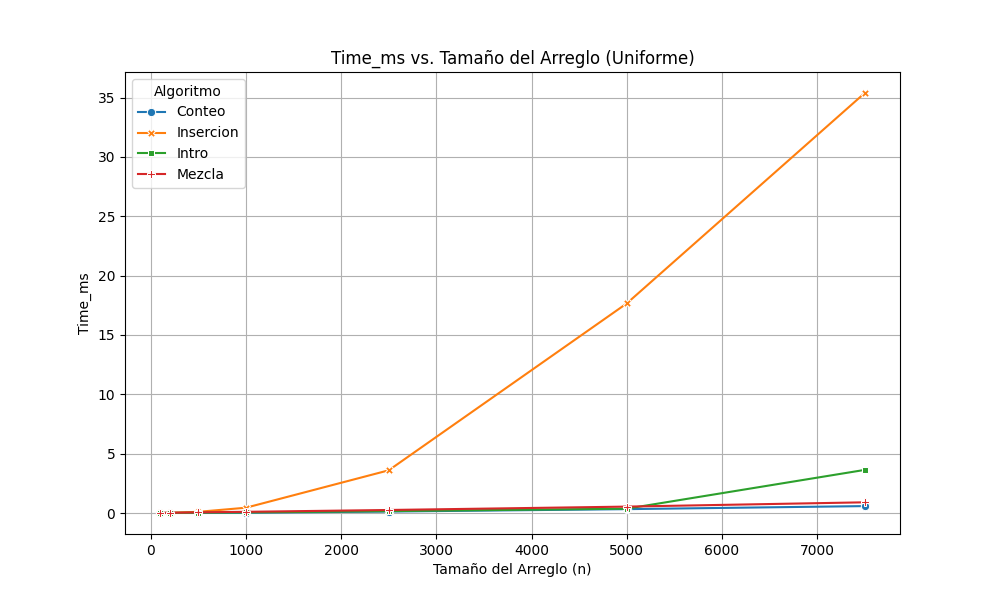 Time_ms vs. Tamaño del Arreglo (Uniforme)
Algoritmo
Conteo
Insercion
Intro
Mezcla
35
30
25
20
15
10
5
0
Time_ms
0 1000 2000 3000 4000 5000 6000 7000
Tamaño del Arreglo (n)